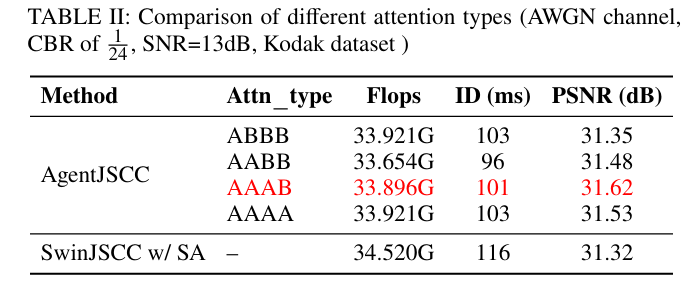 TABLE II: Comparison of different attention types (AWGN channel,
CBR of 1/24, SNR=13dB, Kodak dataset )
Method Attn_type Flops ID (ms) PSNR (dB)
ABBB 33.921G 103 31.35
AABB 33.654G 96 31.48
AgentJSCC
AAAB 33.896G 101 31.62
AAAA 33.921G 103 31.53
SwinJSCC w/ SA – 34.520G 116 31.32